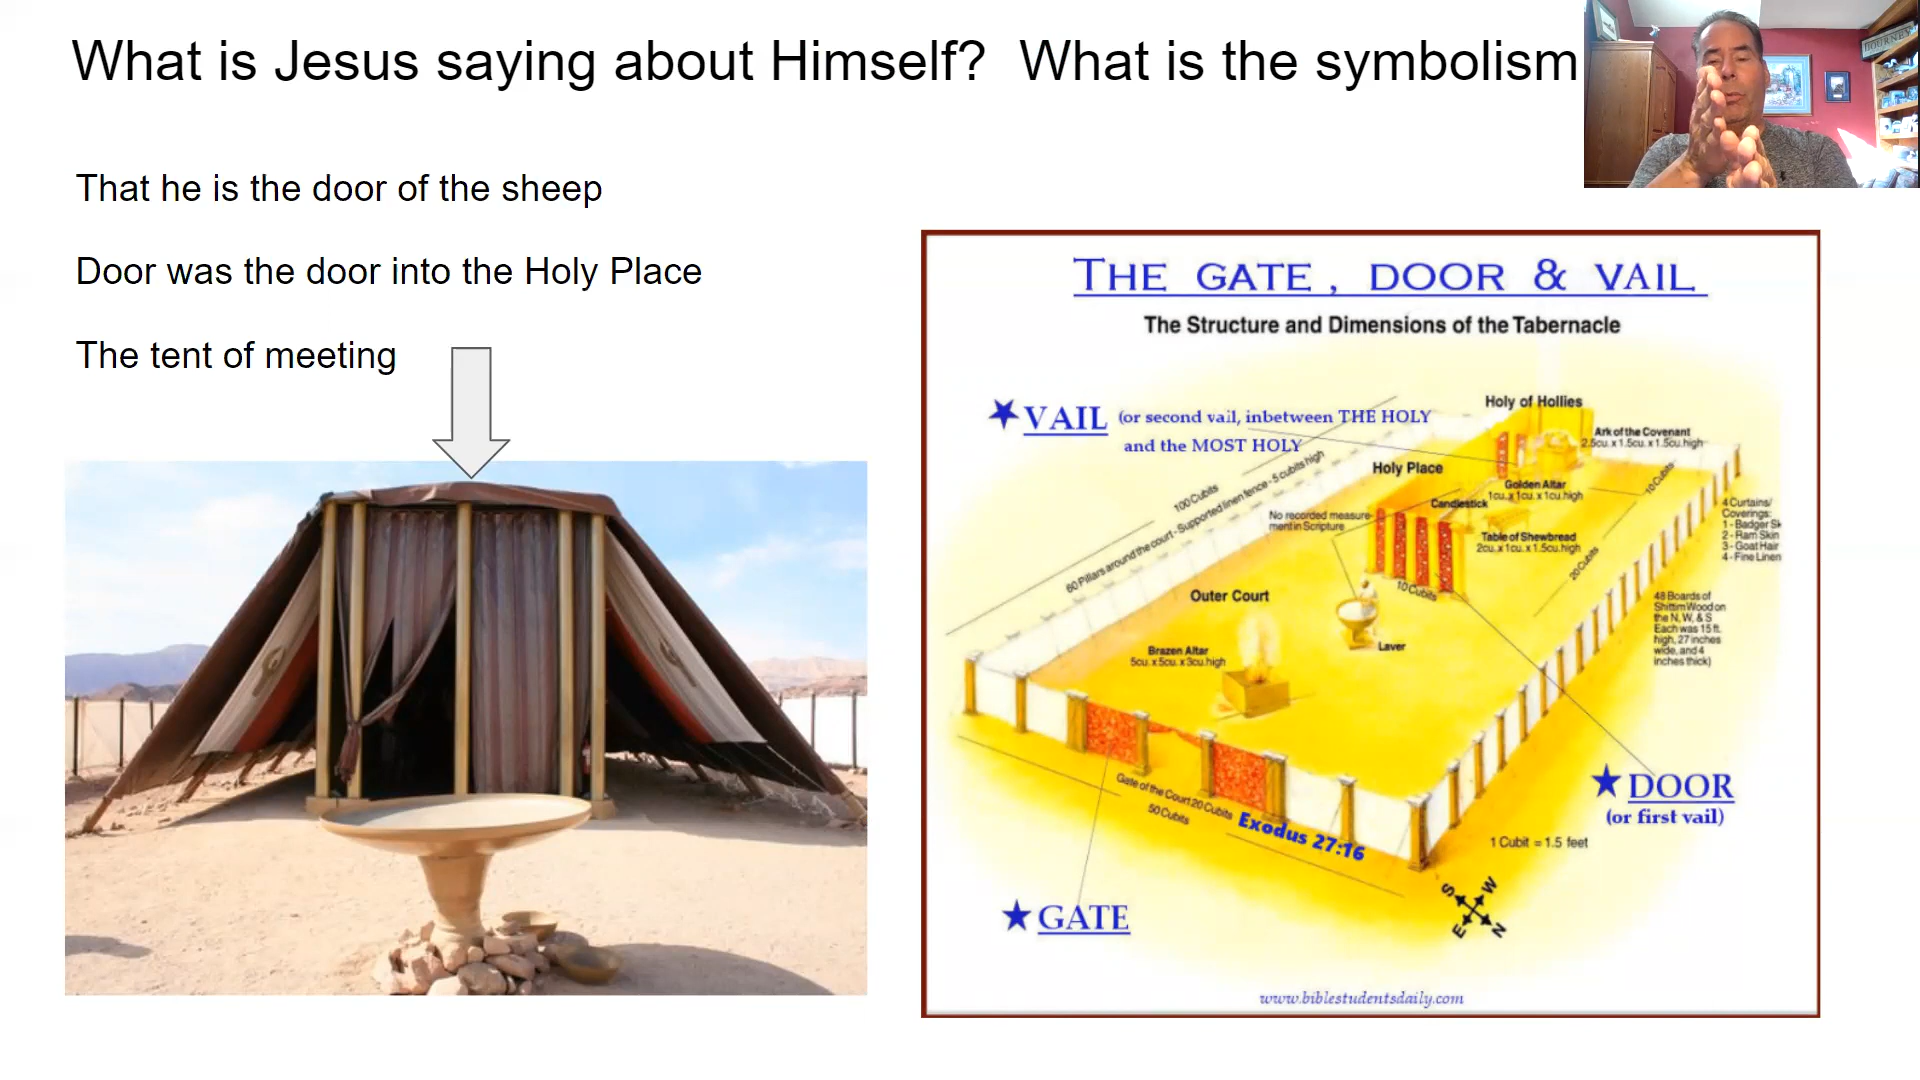 What is Jesus saying about Himself?  What is the symbolism
That he is the door of the sheep
Door was the door into the Holy Place
The tent of meeting
THE GATE, DOOR & VAIL
The Structure and Dimensions of the Tabernacle
VAIL (or second vail, inbetween THE HOLY
and the MOST HOLY
Holy of Hollies
Ark of the Covenant
2.5cu. x 1.5cu. x 1.5cu. high
Holy Place
Golden Altar
1cu. x 1cu. x 1cu. high
Candlestick
100 Cubits
60 Pillars around the court - Supported linen fence - 5 cubits high
No recorded measure-
ment in Scripture
Table of Shewbread
2cu. x 1cu. x 1.5cu. high
10 Cubits
20 Cubits
10 Cubits
4 Curtains/
Coverings:
1 - Badger Sk
2 - Ram Skin
3 - Goat Hair
4 - Fine Linen
Outer Court
48 Boards of
Shittim Wood on
the N, W, & S
Each was 15 ft.
high, 27 inches
wide, and 4
inches thick)
Laver
Brazen Altar
5cu. x 5cu. x 3cu. high
Gate of the Court 20 Cubits
50 Cubits
Exodus 27:16
DOOR
(or first vail)
1 Cubit = 1.5 feet
S W
E N
GATE
www.biblestudentsdaily.com